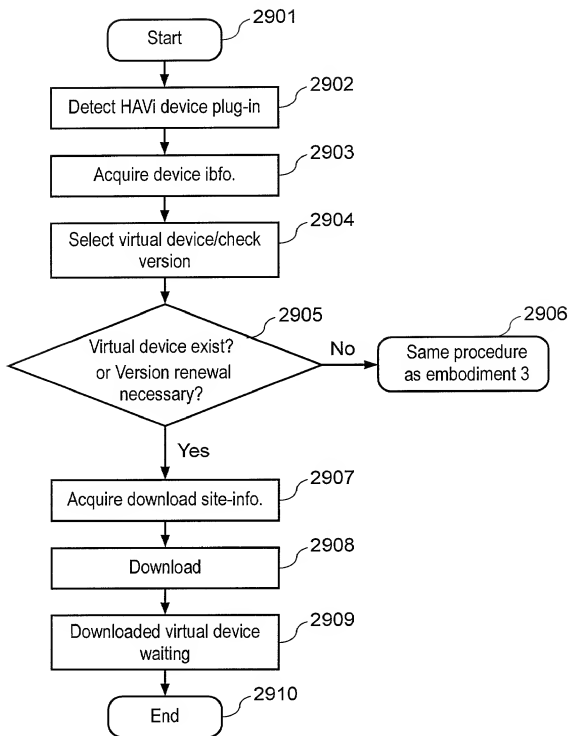 2901
Start
2902
Detect HAVi device plug-in
2903
Acquire device ibfo.
2904
Select virtual device/check
version
2905
Virtual device exist?
or Version renewal
necessary?
No
2906
Same procedure
as embodiment 3
Yes
2907
Acquire download site-info.
2908
Download
2909
Downloaded virtual device
waiting
2910
End